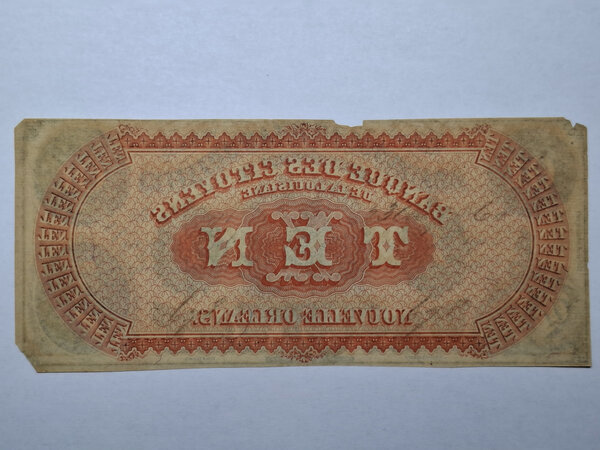 BANQUE DES CITOYENS
DE LA LOUISIANE
TEN
NOUVELLE ORLEANS.